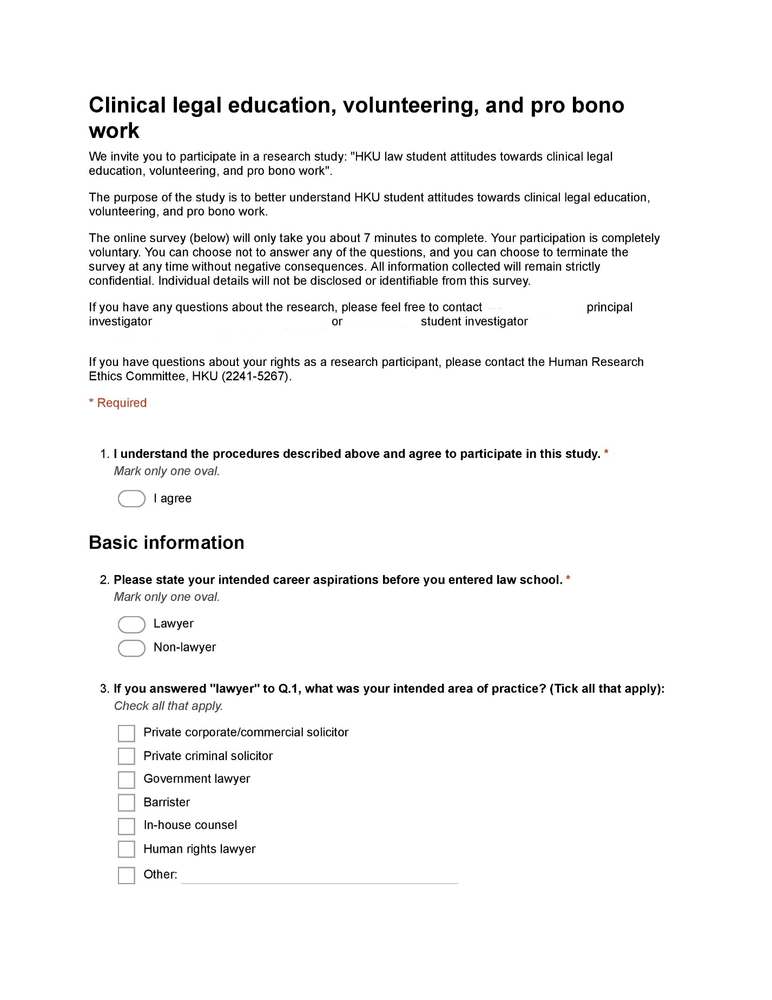 Clinical legal education, volunteering, and pro bono
work
We invite you to participate in a research study: "HKU law student attitudes towards clinical legal
education, volunteering, and pro bono work".
The purpose of the study is to better understand HKU student attitudes towards clinical legal education,
volunteering, and pro bono work.
The online survey (below) will only take you about 7 minutes to complete. Your participation is completely
voluntary. You can choose not to answer any of the questions, and you can choose to terminate the
survey at any time without negative consequences. All information collected will remain strictly
confidential. Individual details will not be disclosed or identifiable from this survey.
If you have any questions about the research, please feel free to contact principal
investigator or student investigator
If you have questions about your rights as a research participant, please contact the Human Research
Ethics Committee, HKU (2241-5267).
* Required
1. I understand the procedures described above and agree to participate in this study. *
Mark only one oval.
I agree
Basic information
2. Please state your intended career aspirations before you entered law school. *
Mark only one oval.
Lawyer
Non-lawyer
3. If you answered "lawyer" to Q.1, what was your intended area of practice? (Tick all that apply):
Check all that apply.
Private corporate/commercial solicitor
Private criminal solicitor
Government lawyer
Barrister
In-house counsel
Human rights lawyer
Other: